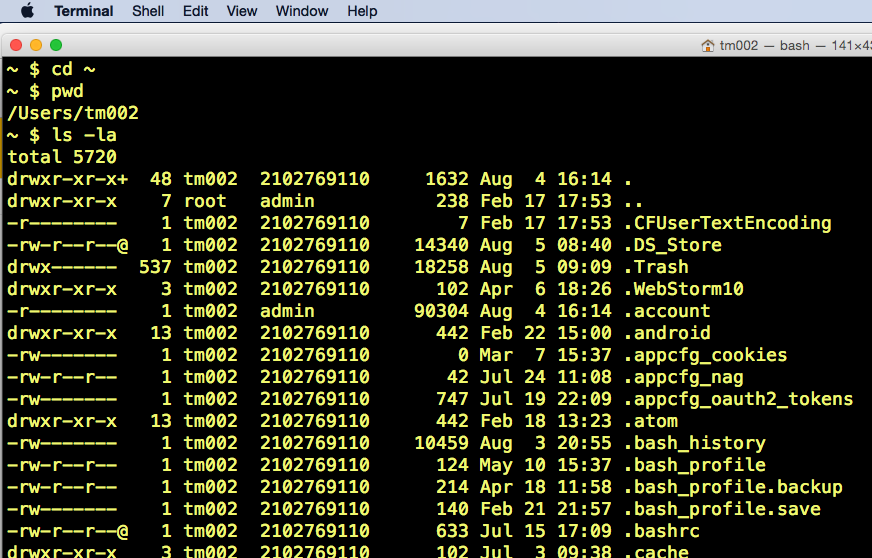 Terminal Shell Edit View Window Help
tm002 — bash — 141×43
~ $ cd ~
~ $ pwd
/Users/tm002
~ $ ls -la
total 5720
drwxr-xr-x+  48 tm002  2102769110     1632 Aug  4 16:14 .
drwxr-xr-x    7 root   admin           238 Feb 17 17:53 ..
-r--------    1 tm002  2102769110        7 Feb 17 17:53 .CFUserTextEncoding
-rw-r--r--@   1 tm002  2102769110    14340 Aug  5 08:40 .DS_Store
drwx------  537 tm002  2102769110    18258 Aug  5 09:09 .Trash
drwxr-xr-x    3 tm002  2102769110      102 Apr  6 18:26 .WebStorm10
-r--------    1 tm002  admin         90304 Aug  4 16:14 .account
drwxr-xr-x   13 tm002  2102769110      442 Feb 22 15:00 .android
-rw-------    1 tm002  2102769110        0 Mar  7 15:37 .appcfg_cookies
-rw-r--r--    1 tm002  2102769110       42 Jul 24 11:08 .appcfg_nag
-rw-------    1 tm002  2102769110      747 Jul 19 22:09 .appcfg_oauth2_tokens
drwxr-xr-x   13 tm002  2102769110      442 Feb 18 13:23 .atom
-rw-------    1 tm002  2102769110    10459 Aug  3 20:55 .bash_history
-rw-r--r--    1 tm002  2102769110      124 May 10 15:37 .bash_profile
-rw-r--r--    1 tm002  2102769110      214 Apr 18 11:58 .bash_profile.backup
-rw-------    1 tm002  2102769110      140 Feb 21 21:57 .bash_profile.save
-rw-r--r--@   1 tm002  2102769110      633 Jul 15 17:09 .bashrc
drwxr-xr-x    3 tm002  2102769110      102 Jul  3 09:38 .cache